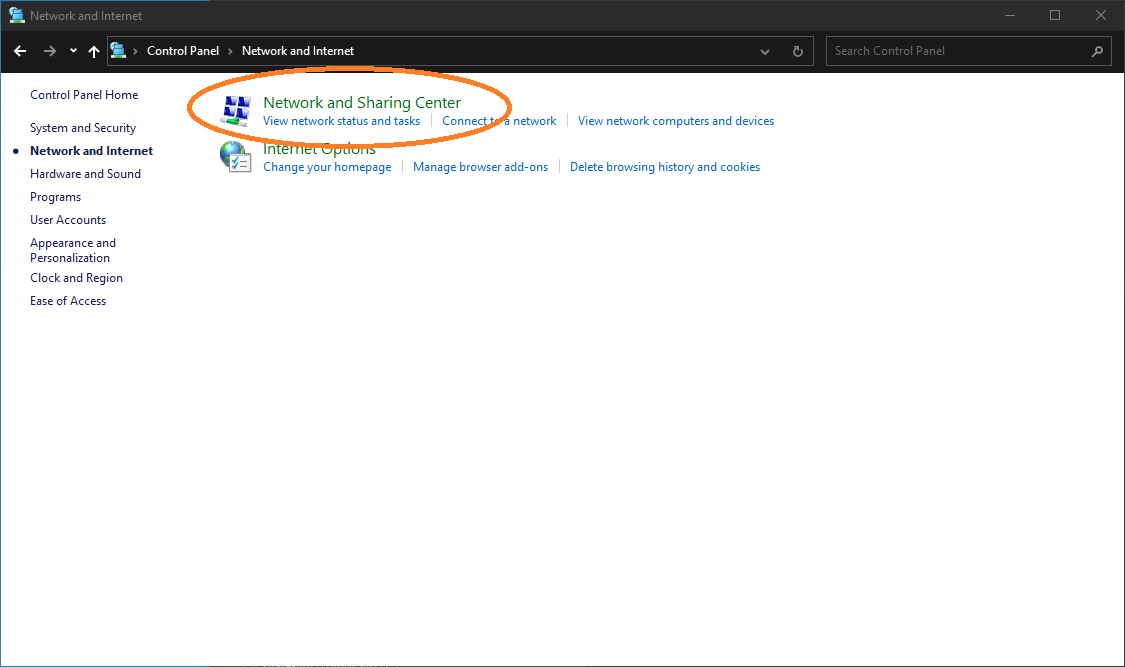 Network and Internet
Control Panel › Network and Internet
Search Control Panel
Control Panel Home
System and Security
Network and Internet
Hardware and Sound
Programs
User Accounts
Appearance and
Personalization
Clock and Region
Ease of Access
Network and Sharing Center
View network status and tasks
Connect to a network
View network computers and devices
Internet Options
Change your homepage
Manage browser add-ons
Delete browsing history and cookies